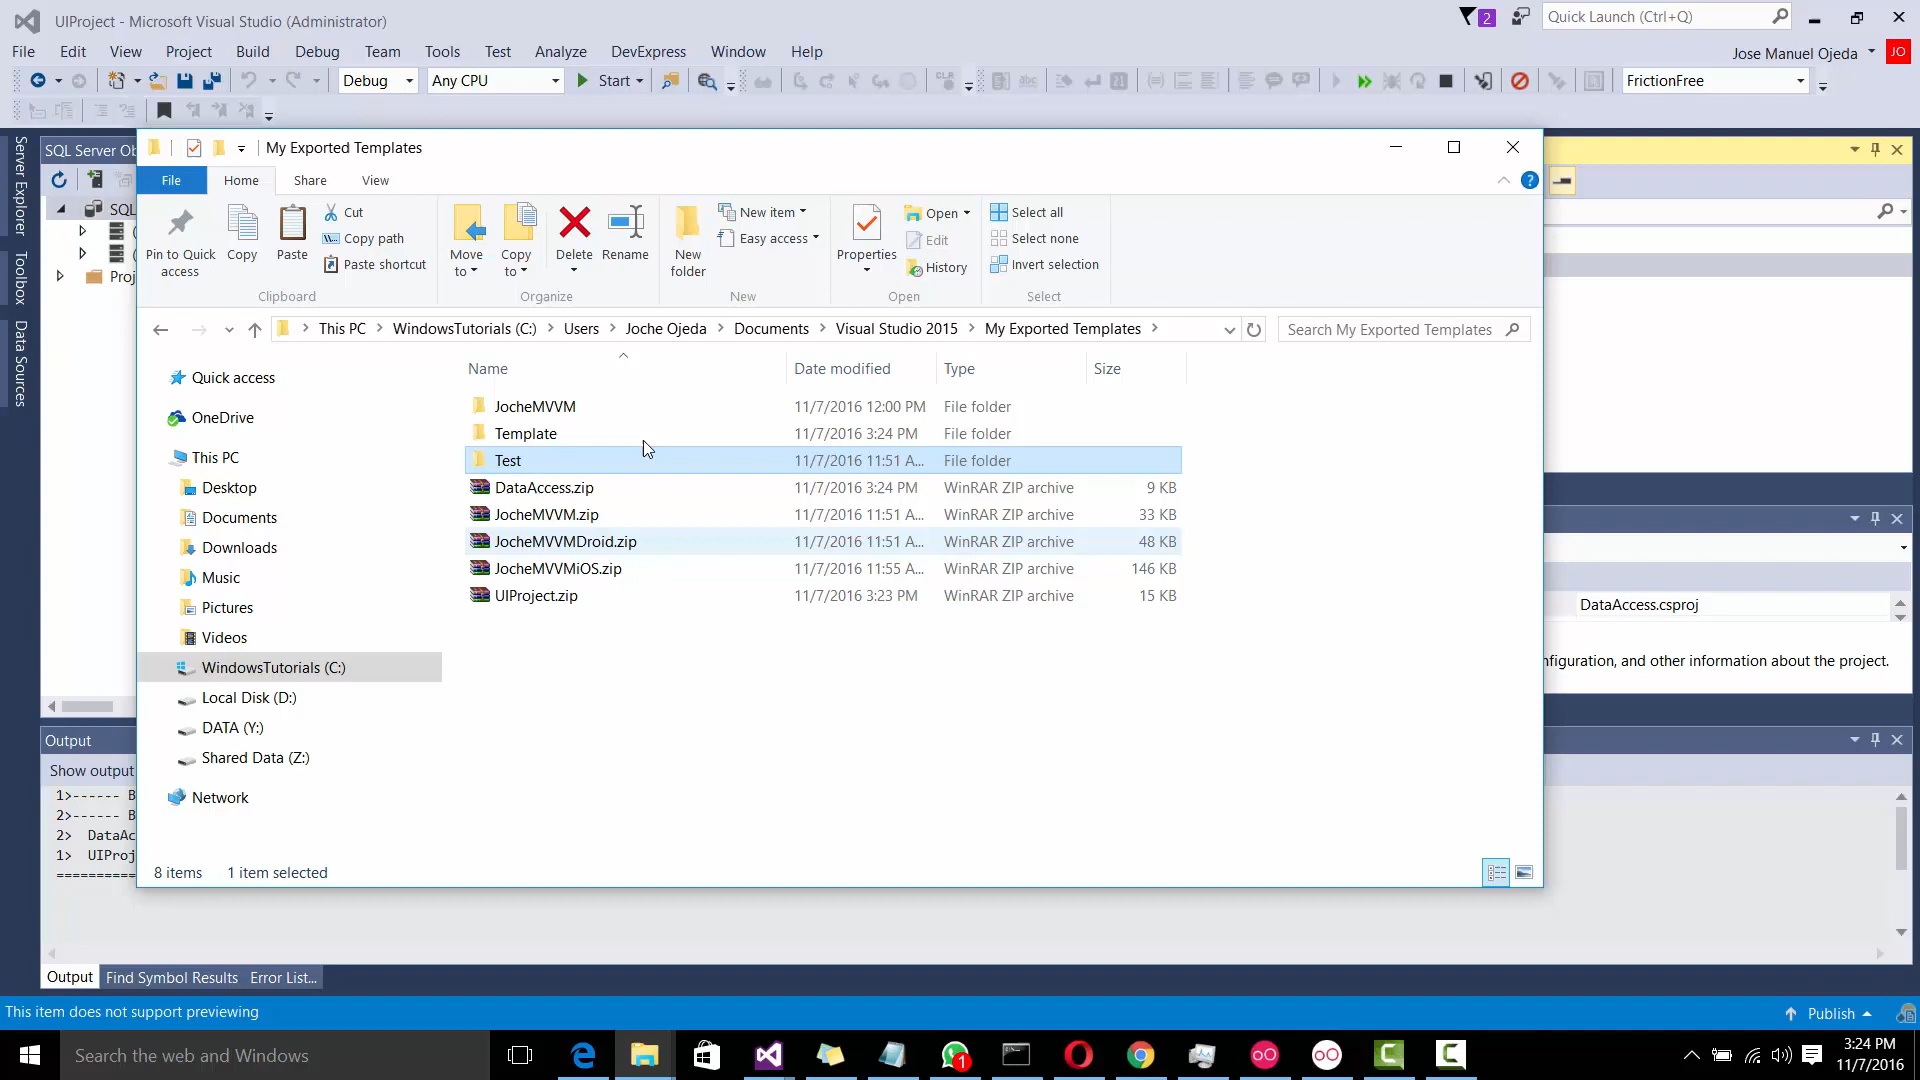 UIProject - Microsoft Visual Studio (Administrator)
2
Quick Launch (Ctrl+Q)
File Edit View Project Build Debug Team Tools Test Analyze DevExpress Window Help
Jose Manuel Ojeda JO
Debug Any CPU Start FrictionFree
Server Explorer
Toolbox
Data Sources
SQL Server Ob
SQL
Proj
My Exported Templates
File Home Share View
Pin to Quick access
Copy
Paste
Cut
Copy path
Paste shortcut
Clipboard
Move to
Copy to
Delete
Rename
Organize
New folder
New item
Easy access
New
Properties
Open
Edit
History
Open
Select all
Select none
Invert selection
Select
This PC WindowsTutorials (C:) Users Joche Ojeda Documents Visual Studio 2015 My Exported Templates
Search My Exported Templates
Quick access
OneDrive
This PC
Desktop
Documents
Downloads
Music
Pictures
Videos
WindowsTutorials (C:)
Local Disk (D:)
DATA (Y:)
Shared Data (Z:)
Network
Name Date modified Type Size
JocheMVVM 11/7/2016 12:00 PM File folder
Template 11/7/2016 3:24 PM File folder
Test 11/7/2016 11:51 A... File folder
DataAccess.zip 11/7/2016 3:24 PM WinRAR ZIP archive 9 KB
JocheMVVM.zip 11/7/2016 11:51 A... WinRAR ZIP archive 33 KB
JocheMVVMDroid.zip 11/7/2016 11:51 A... WinRAR ZIP archive 48 KB
JocheMVVMiOS.zip 11/7/2016 11:55 A... WinRAR ZIP archive 146 KB
UIProject.zip 11/7/2016 3:23 PM WinRAR ZIP archive 15 KB
8 items 1 item selected
DataAccess.csproj
nfiguration, and other information about the project.
Output
Show output
1>------ B
2>------ B
2> DataAc
1> UIProj
==========
Output Find Symbol Results Error List...
This item does not support previewing
Publish
Search the web and Windows
1
3:24 PM
11/7/2016